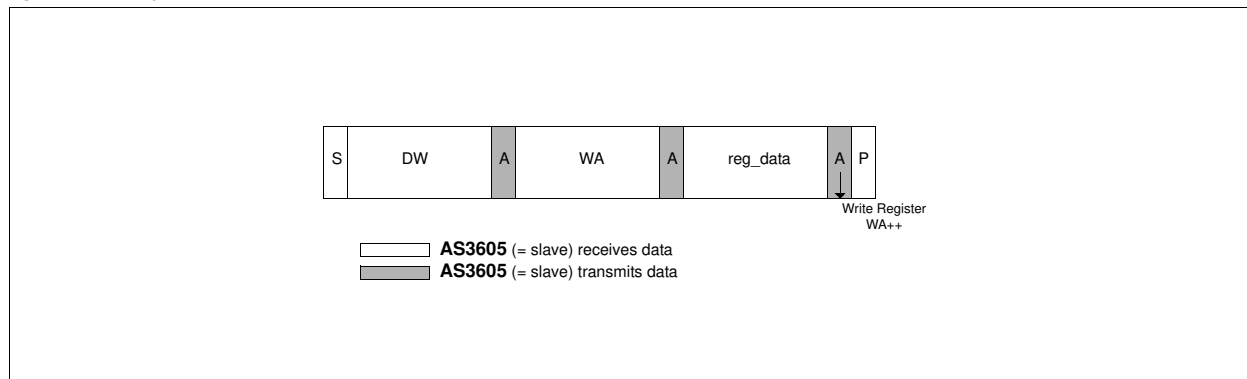 S DW A WA A reg_data A P
Write Register
WA++
AS3605 (= slave) receives data
AS3605 (= slave) transmits data